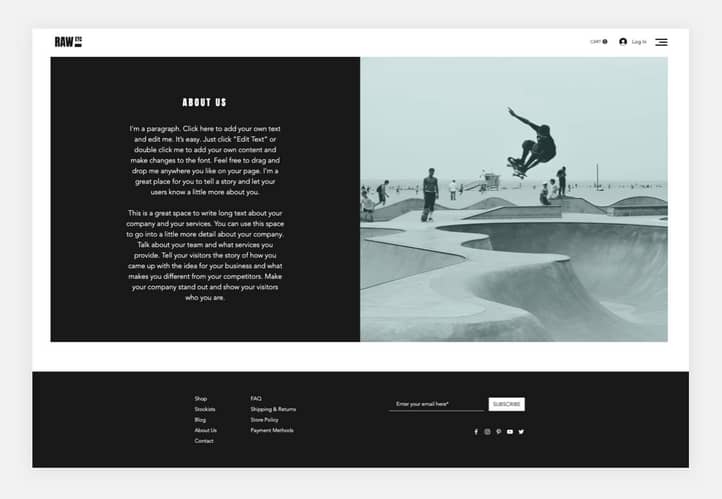 RAW ETC
CART 0
Log In
ABOUT US
I'm a paragraph. Click here to add your own text
and edit me. It's easy. Just click "Edit Text" or
double click me to add your own content and
make changes to the font. Feel free to drag and
drop me anywhere you like on your page. I'm a
great place for you to tell a story and let your
users know a little more about you.
This is a great space to write long text about your
company and your services. You can use this space
to go into a little more detail about your company.
Talk about your team and what services you
provide. Tell your visitors the story of how you
came up with the idea for your business and what
makes you different from your competitors. Make
your company stand out and show your visitors
who you are.
Shop
Stockists
Blog
About Us
Contact
FAQ
Shipping & Returns
Store Policy
Payment Methods
Enter your email here*
SUBSCRIBE